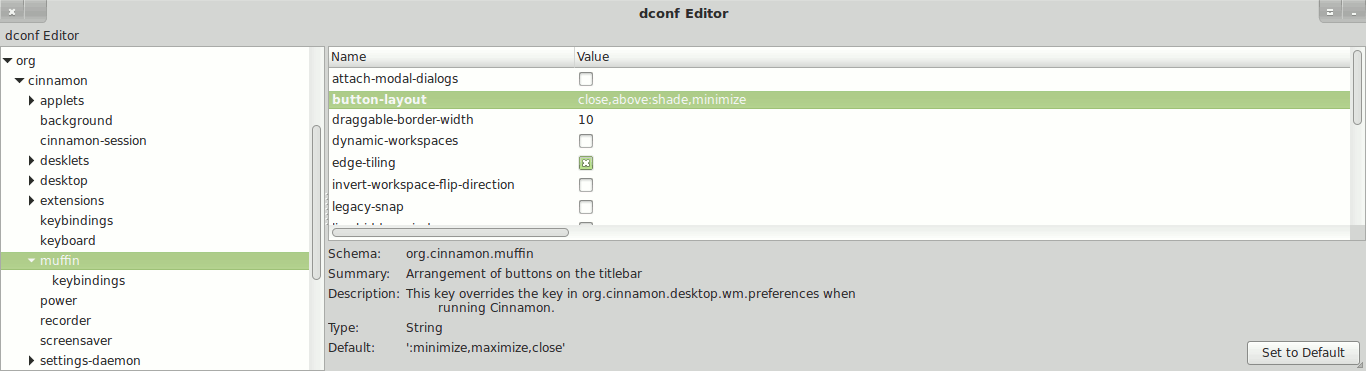 dconf Editor
dconf Editor
org
cinnamon
applets
background
cinnamon-session
desklets
desktop
extensions
keybindings
keyboard
muffin
keybindings
power
recorder
screensaver
settings-daemon
Name Value
attach-modal-dialogs
button-layout close,above:shade,minimize
draggable-border-width 10
dynamic-workspaces
edge-tiling
invert-workspace-flip-direction
legacy-snap
Schema: org.cinnamon.muffin
Summary: Arrangement of buttons on the titlebar
Description: This key overrides the key in org.cinnamon.desktop.wm.preferences when
running Cinnamon.
Type: String
Default: ':minimize,maximize,close'
Set to Default